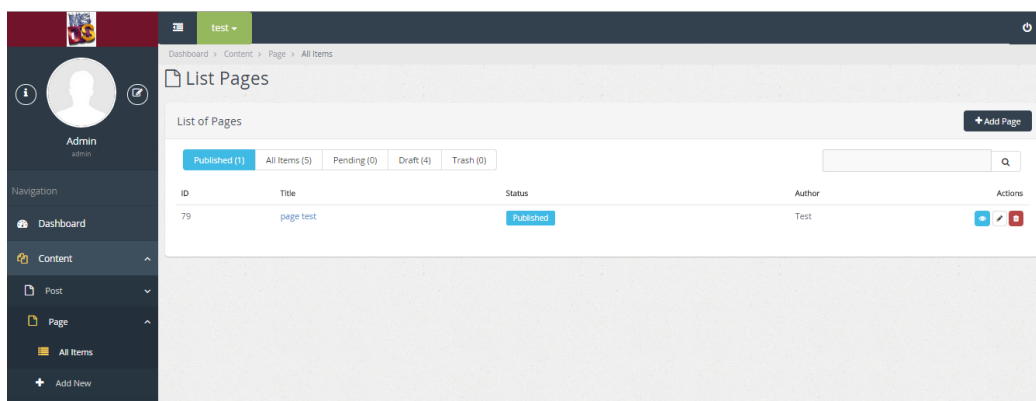 test
Dashboard > Content > Page > All Items
List Pages
Admin
admin
Navigation
Dashboard
Content
Post
Page
All Items
Add New
List of Pages
Add Page
Published (1) All Items (5) Pending (0) Draft (4) Trash (0)
ID Title Status Author Actions
79 page test Published Test